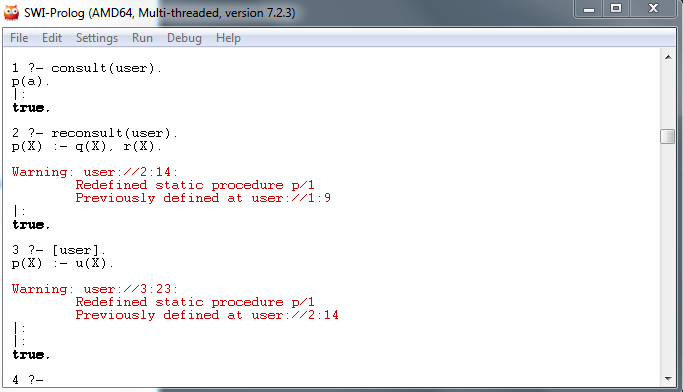 SWI-Prolog (AMD64, Multi-threaded, version 7.2.3)
File Edit Settings Run Debug Help
1 ?- consult(user).
p(a).
|:
true.
2 ?- reconsult(user).
p(X) :- q(X), r(X).
Warning: user://2:14:
Redefined static procedure p/1
Previously defined at user://1:9
|:
true.
3 ?- [user].
p(X) :- u(X).
Warning: user://3:23:
Redefined static procedure p/1
Previously defined at user://2:14
|:
|:
true.
4 ?-